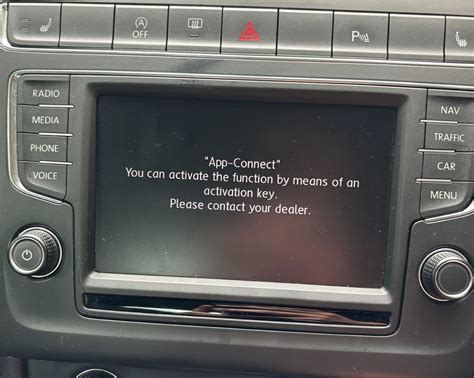 OFF
P
RADIO
MEDIA
PHONE
VOICE
NAV
TRAFFIC
CAR
MENU
"App-Connect"
You can activate the function by means of an
activation key.
Please contact your dealer.